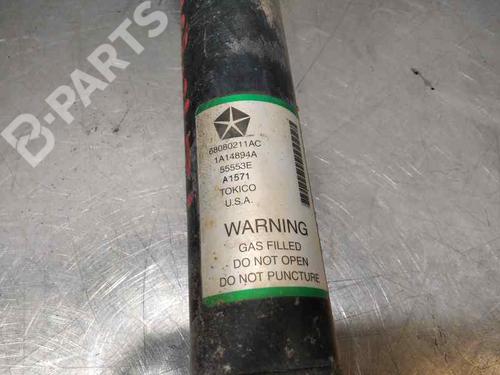 B-PARTS
68080211AC
1A14894A
55553E
A1571
TOKICO
U.S.A.
WARNING
GAS FILLED
DO NOT OPEN
DO NOT PUNCTURE